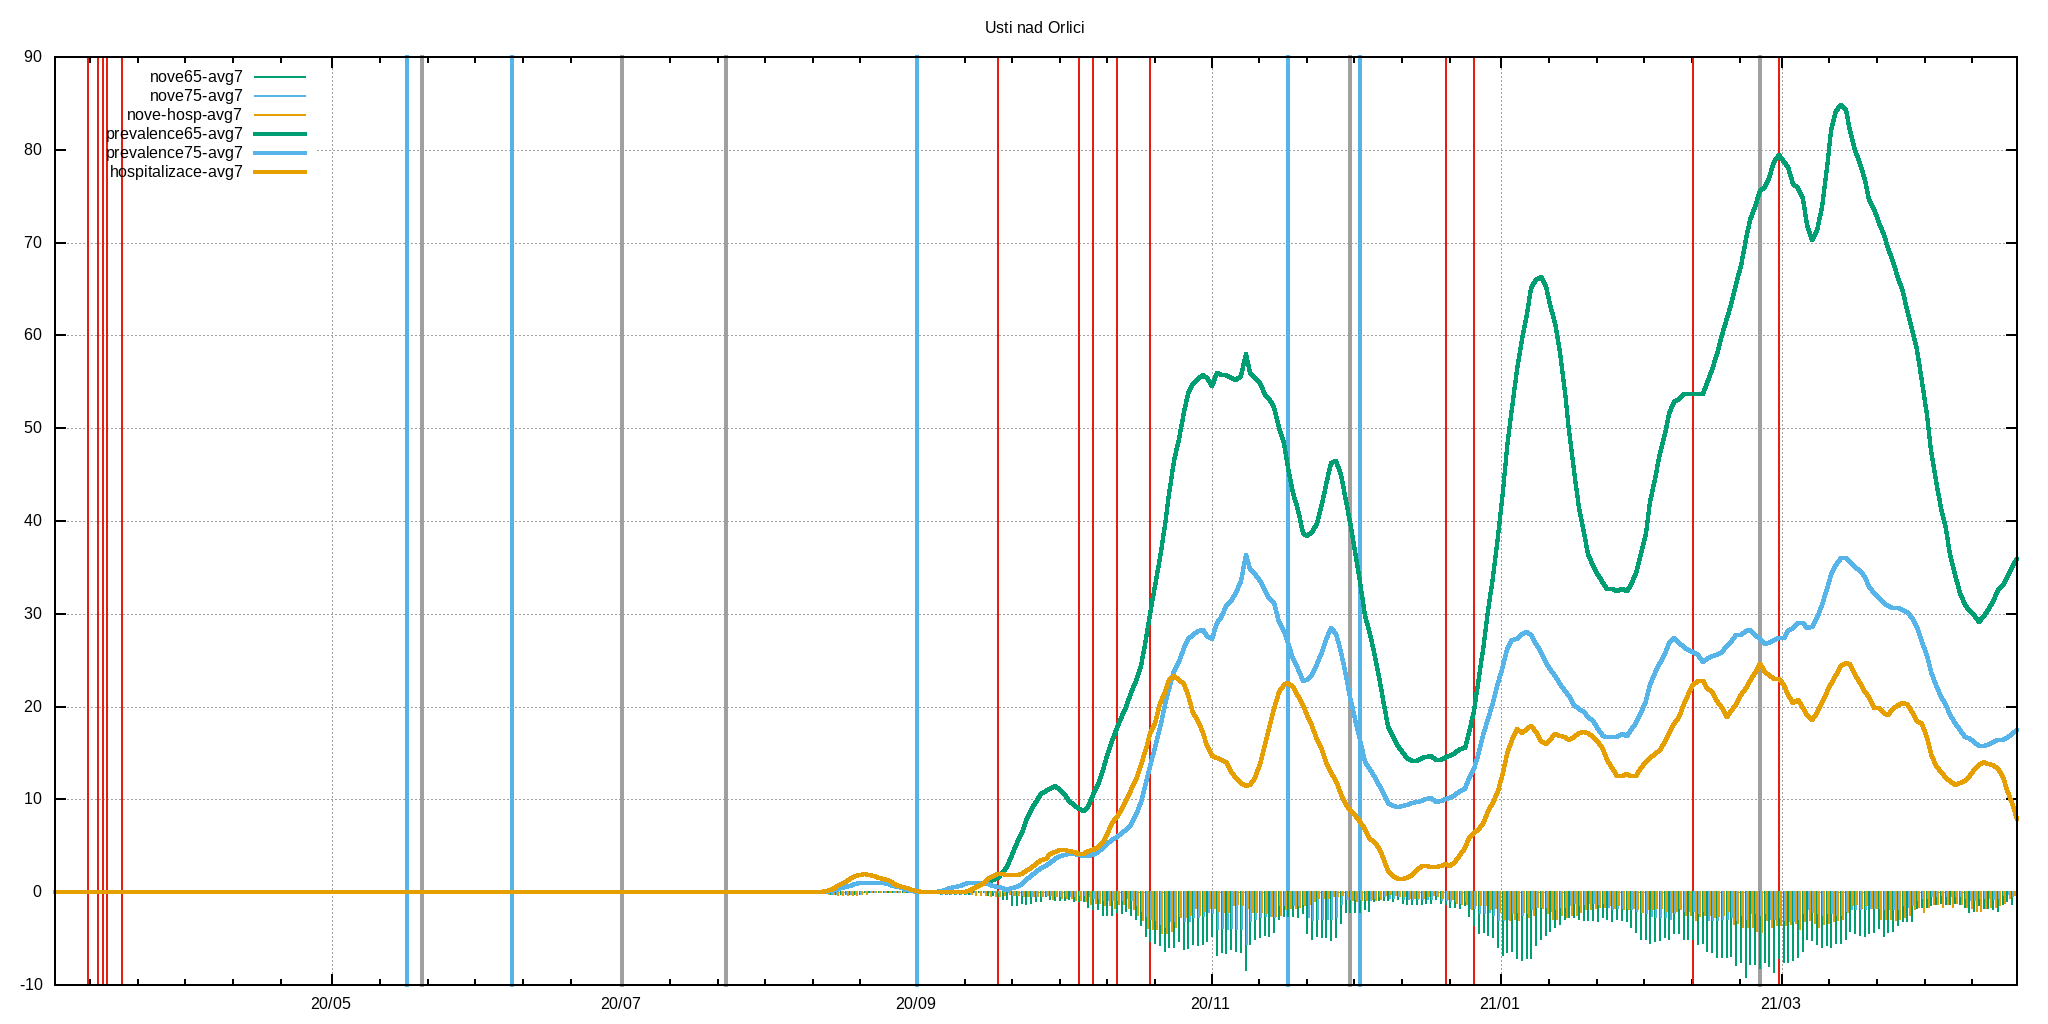 Usti nad Orlici
90
80
70
60
50
40
30
20
10
0
-10
nove65-avg7
nove75-avg7
nove-hosp-avg7
prevalence65-avg7
prevalence75-avg7
hospitalizace-avg7
20/05
20/07
20/09
20/11
21/01
21/03